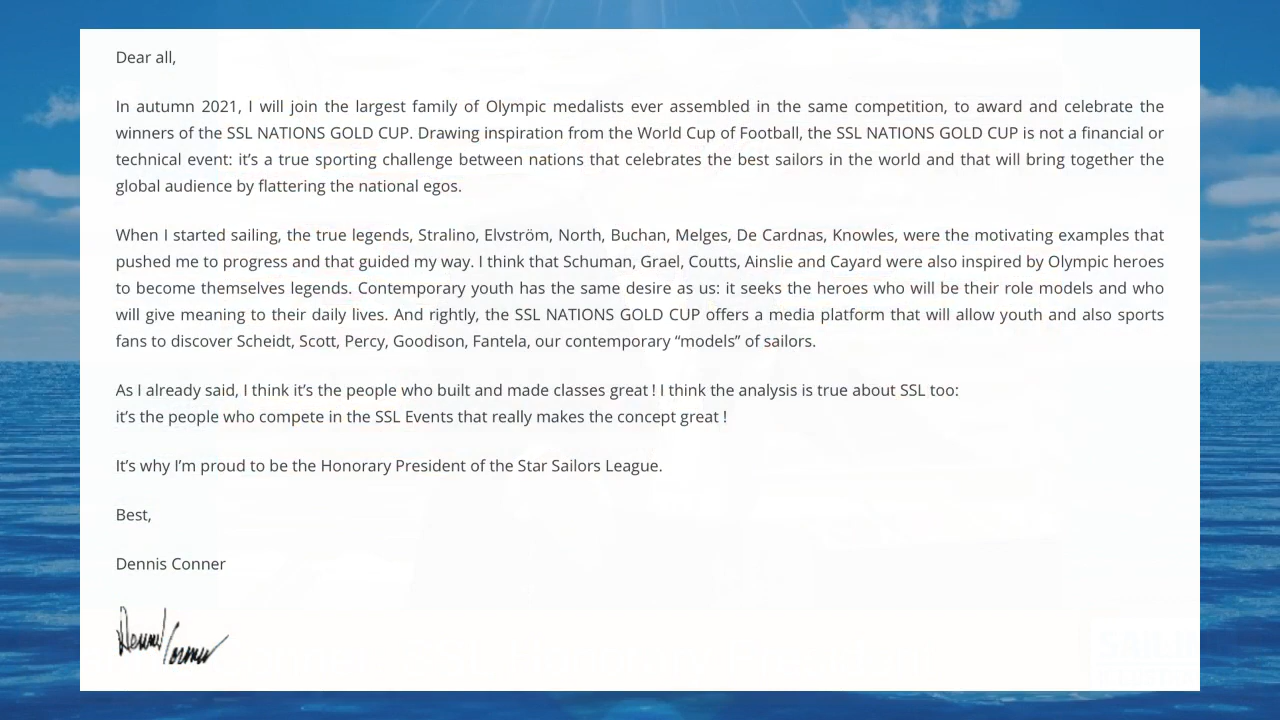 Dear all,
In autumn 2021, I will join the largest family of Olympic medalists ever assembled in the same competition, to award and celebrate the
winners of the SSL NATIONS GOLD CUP. Drawing inspiration from the World Cup of Football, the SSL NATIONS GOLD CUP is not a financial or
technical event: it’s a true sporting challenge between nations that celebrates the best sailors in the world and that will bring together the
global audience by flattering the national egos.
When I started sailing, the true legends, Stralino, Elvström, North, Buchan, Melges, De Cardnas, Knowles, were the motivating examples that
pushed me to progress and that guided my way. I think that Schuman, Grael, Coutts, Ainslie and Cayard were also inspired by Olympic heroes
to become themselves legends. Contemporary youth has the same desire as us: it seeks the heroes who will be their role models and who
will give meaning to their daily lives. And rightly, the SSL NATIONS GOLD CUP offers a media platform that will allow youth and also sports
fans to discover Scheidt, Scott, Percy, Goodison, Fantela, our contemporary “models” of sailors.
As I already said, I think it’s the people who built and made classes great ! I think the analysis is true about SSL too:
it’s the people who compete in the SSL Events that really makes the concept great !
It’s why I’m proud to be the Honorary President of the Star Sailors League.
Best,
Dennis Conner
Dennis Conner